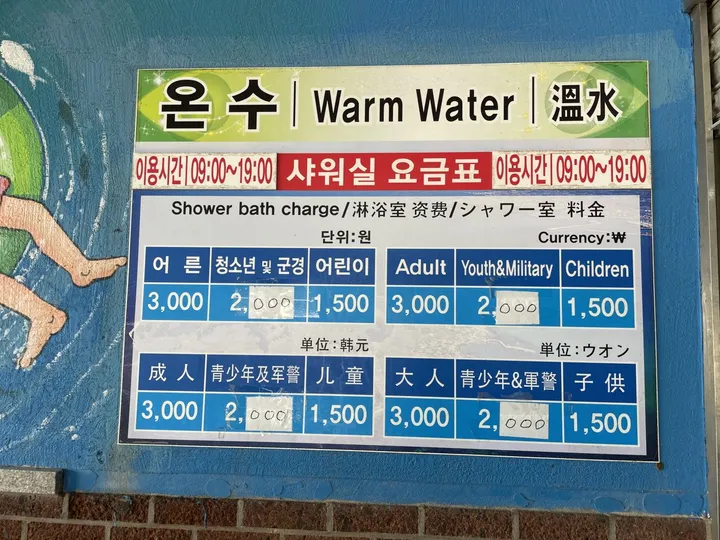 온수 | Warm Water | 溫水
이용시간 | 09:00~19:00 샤워실 요금표 이용시간 | 09:00~19:00
Shower bath charge/淋浴室 资费/シャワー室 料金
단위:원 Currency:₩
어 른 청소년 및 군경 어린이 Adult Youth&Military Children
3,000 2,000 1,500 3,000 2,000 1,500
单位:韩元 单位:ウオン
成 人 青少年及军警 儿 童 大 人 青少年&軍警 子 供
3,000 2,000 1,500 3,000 2,000 1,500